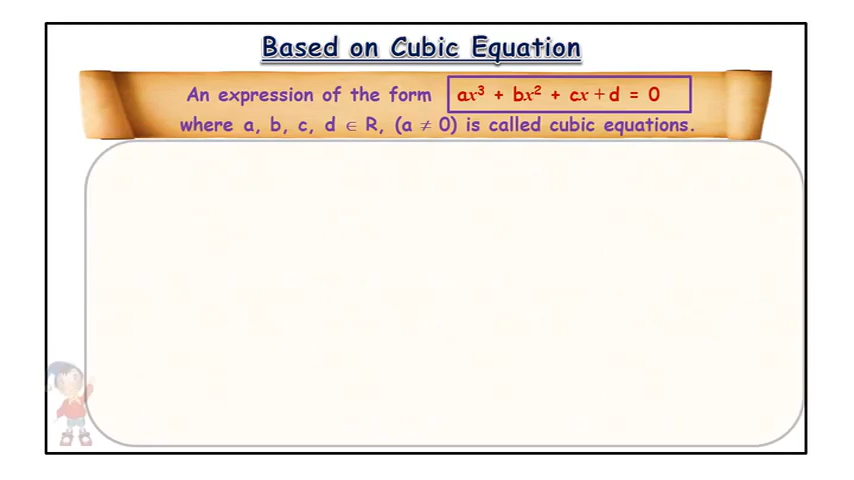 Based on Cubic Equation
An expression of the form ax³ + bx² + cx + d = 0
where a, b, c, d ∈ R, (a ≠ 0) is called cubic equations.